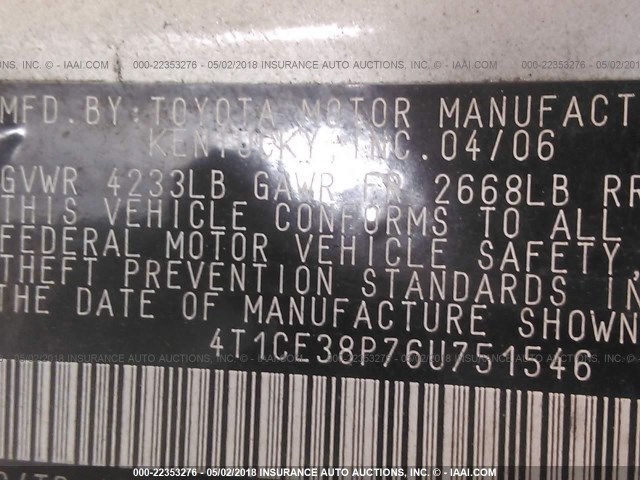 000-22353276 - 05/02/2018 INSURANCE AUTO AUCTIONS, INC. - © IAAI.COM
MFD. BY: TOYOTA MOTOR MANUFACT
KENTUCKY, INC. 04/06
GVWR 4233LB GAWR FR 2668LB RR
THIS VEHICLE CONFORMS TO ALL
FEDERAL MOTOR VEHICLE SAFETY
THEFT PREVENTION STANDARDS IN
THE DATE OF MANUFACTURE SHOWN
4T1CE38P76U751546
000-22353276 - 05/02/2018 INSURANCE AUTO AUCTIONS, INC. - © IAAI.COM